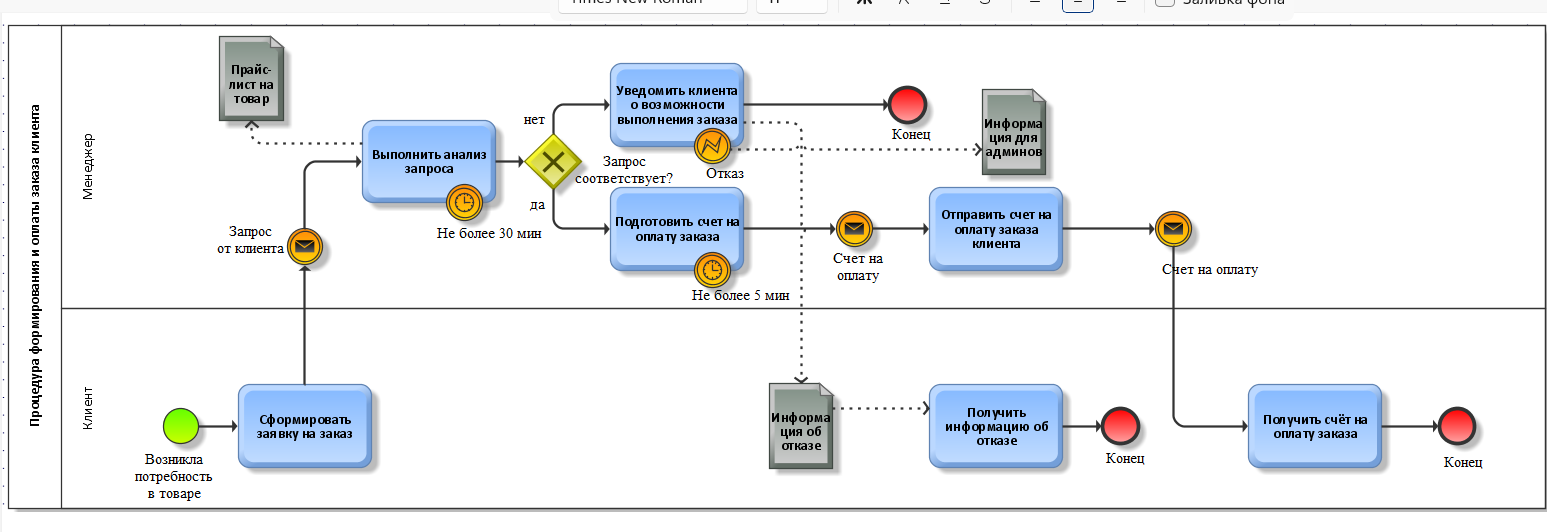 Times New Roman
Заливка фона
Процедура формирования и оплаты заказа клиента
Менеджер
Прайс-
лист на
товар
Выполнить анализ
запроса
Не более 30 мин
Запрос
от клиента
нет
Запрос
соответствует?
да
Уведомить клиента
о возможности
выполнения заказа
Отказ
Конец
Информа
ция для
админов
Подготовить счет на
оплату заказа
Не более 5 мин
Счет на
оплату
Отправить счет на
оплату заказа
клиента
Счет на оплату
Клиент
Возникла
потребность
в товаре
Сформировать
заявку на заказ
Информа
ция об
отказе
Получить
информацию об
отказе
Конец
Получить счёт на
оплату заказа
Конец